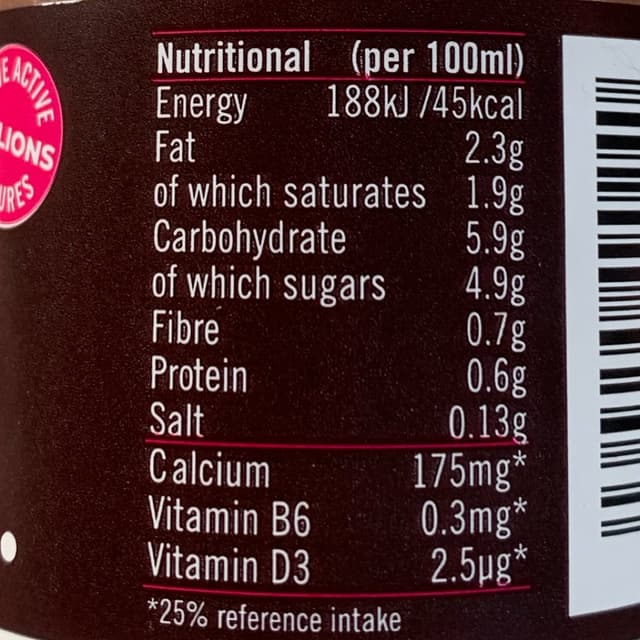 E ACTIVE
LIONS
URES
Nutritional (per 100ml)
Energy 188kJ /45kcal
Fat 2.3g
of which saturates 1.9g
Carbohydrate 5.9g
of which sugars 4.9g
Fibre 0.7g
Protein 0.6g
Salt 0.13g
Calcium 175mg*
Vitamin B6 0.3mg*
Vitamin D3 2.5µg*
*25% reference intake